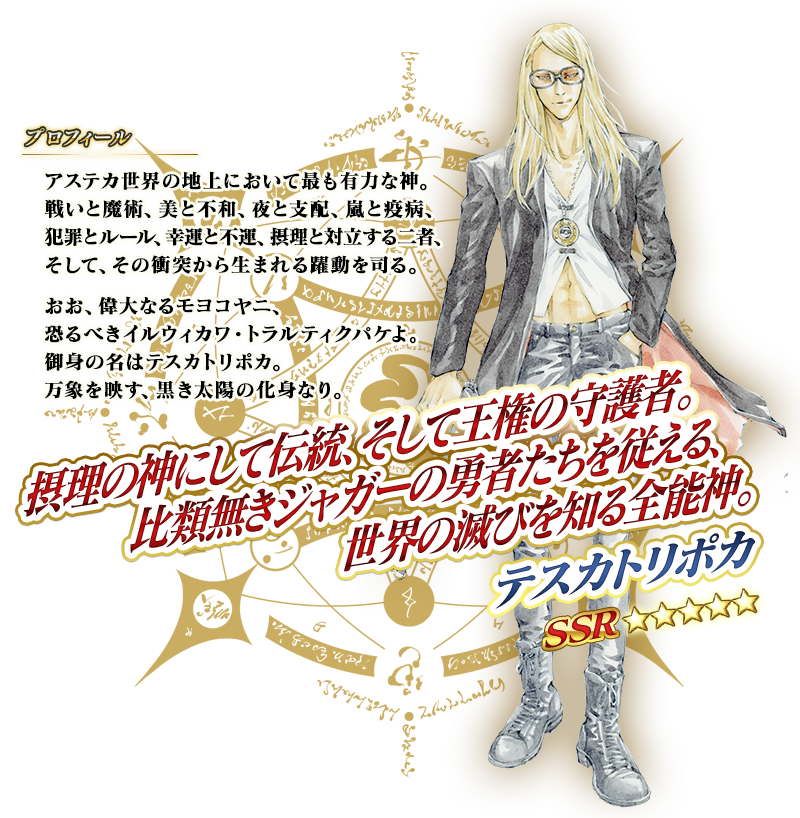 プロフィール
アステカ世界の地上において最も有力な神。
戦いと魔術、美と不和、夜と支配、嵐と疫病、
犯罪とルール、幸運と不運、摂理と対立する二者、
そして、その衝突から生まれる躍動を司る。
おお、偉大なるモヨコヤニ、
恐るべきイルウィカワ・トラルティクパケよ。
御身の名はテスカトリポカ。
万象を映す、黒き太陽の化身なり。
摂理の神にして伝統、そして王権の守護者。
比類無きジャガーの勇者たちを従える、
世界の滅びを知る全能神。
テスカトリポカ
SSR ★★★★★